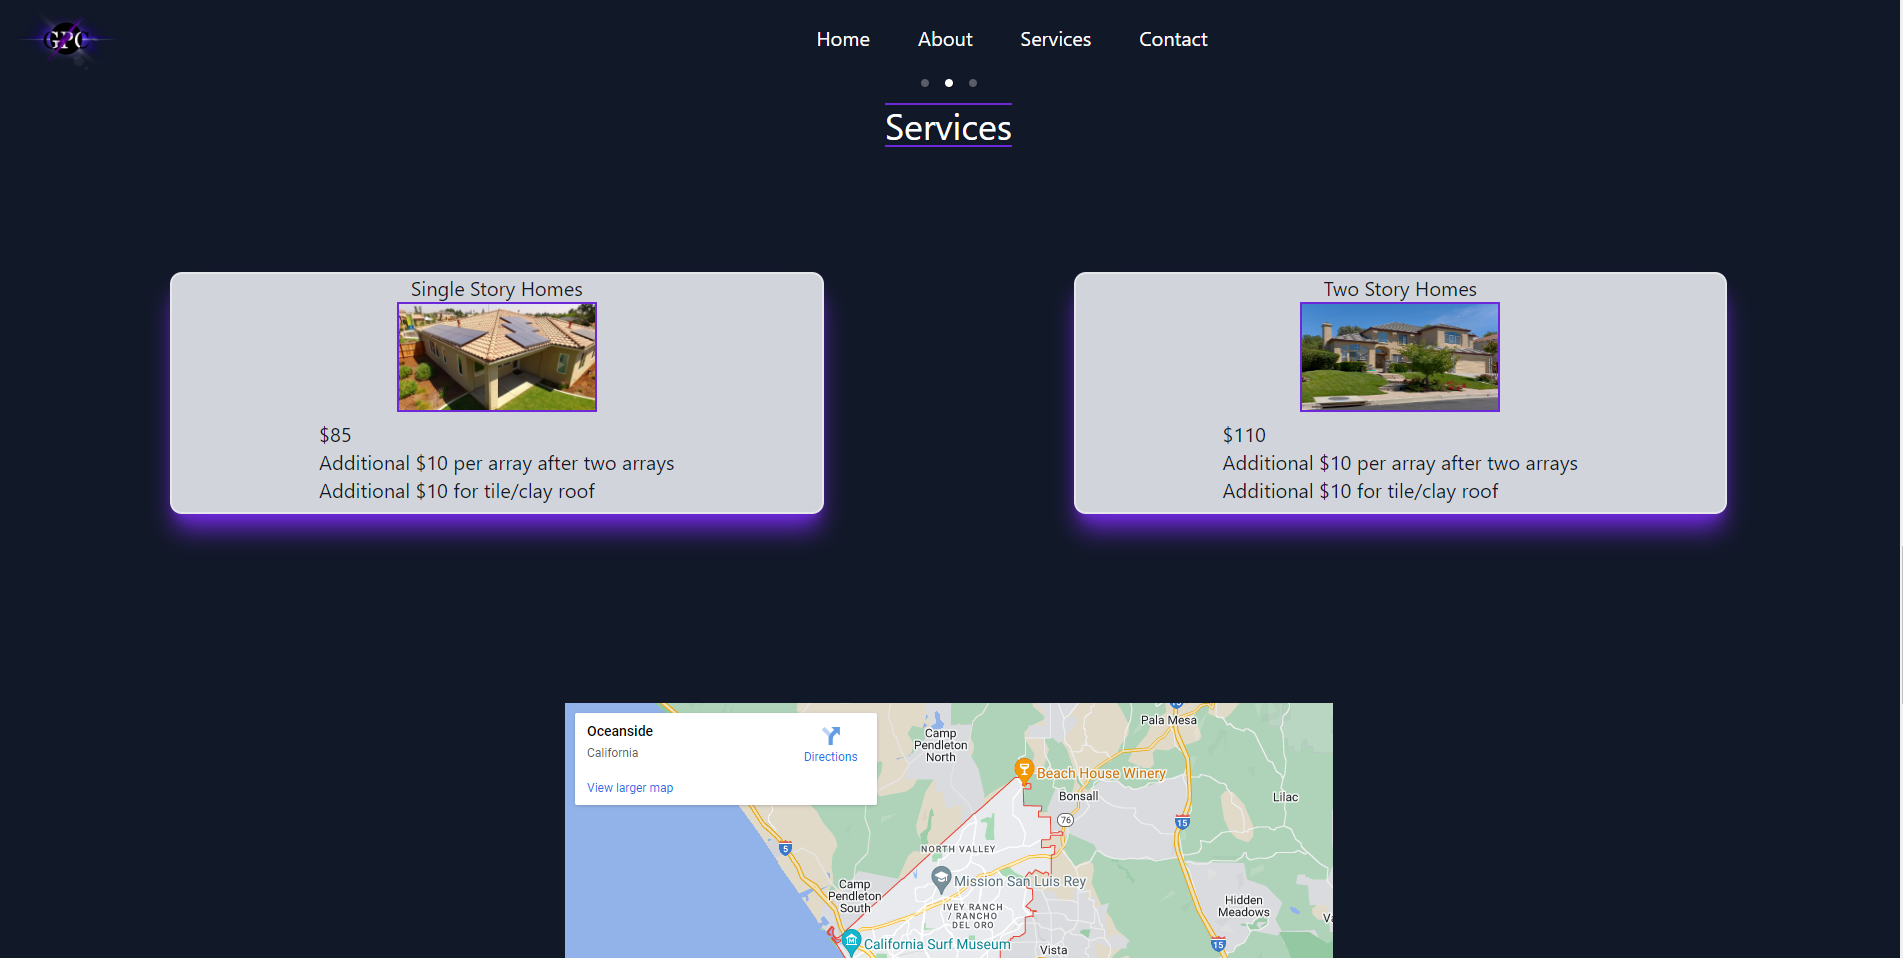 GPC
Home About Services Contact
Services
Single Story Homes
$85
Additional $10 per array after two arrays
Additional $10 for tile/clay roof
Two Story Homes
$110
Additional $10 per array after two arrays
Additional $10 for tile/clay roof
Oceanside
California
View larger map
Directions
Camp
Pendleton
North
Pala Mesa
Beach House Winery
Bonsall
Lilac
76
15
5
NORTH VALLEY
Mission San Luis Rey
Camp
Pendleton
South
IVEY RANCH
/ RANCHO
DEL ORO
Hidden
Meadows
15
California Surf Museum
Vista